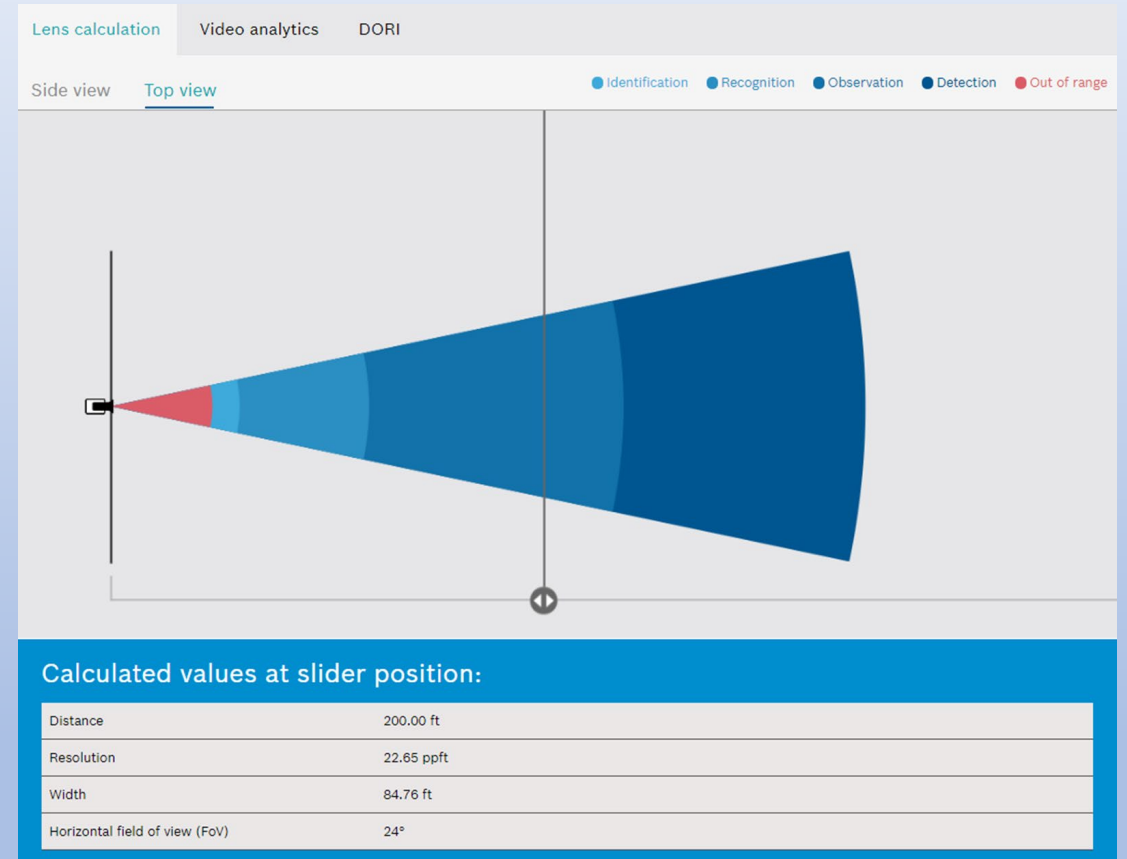 Lens calculation Video analytics DORI
Side view Top view Identification Recognition Observation Detection Out of range
Calculated values at slider position:
Distance 200.00 ft
Resolution 22.65 ppft
Width 84.76 ft
Horizontal field of view (FoV) 24°